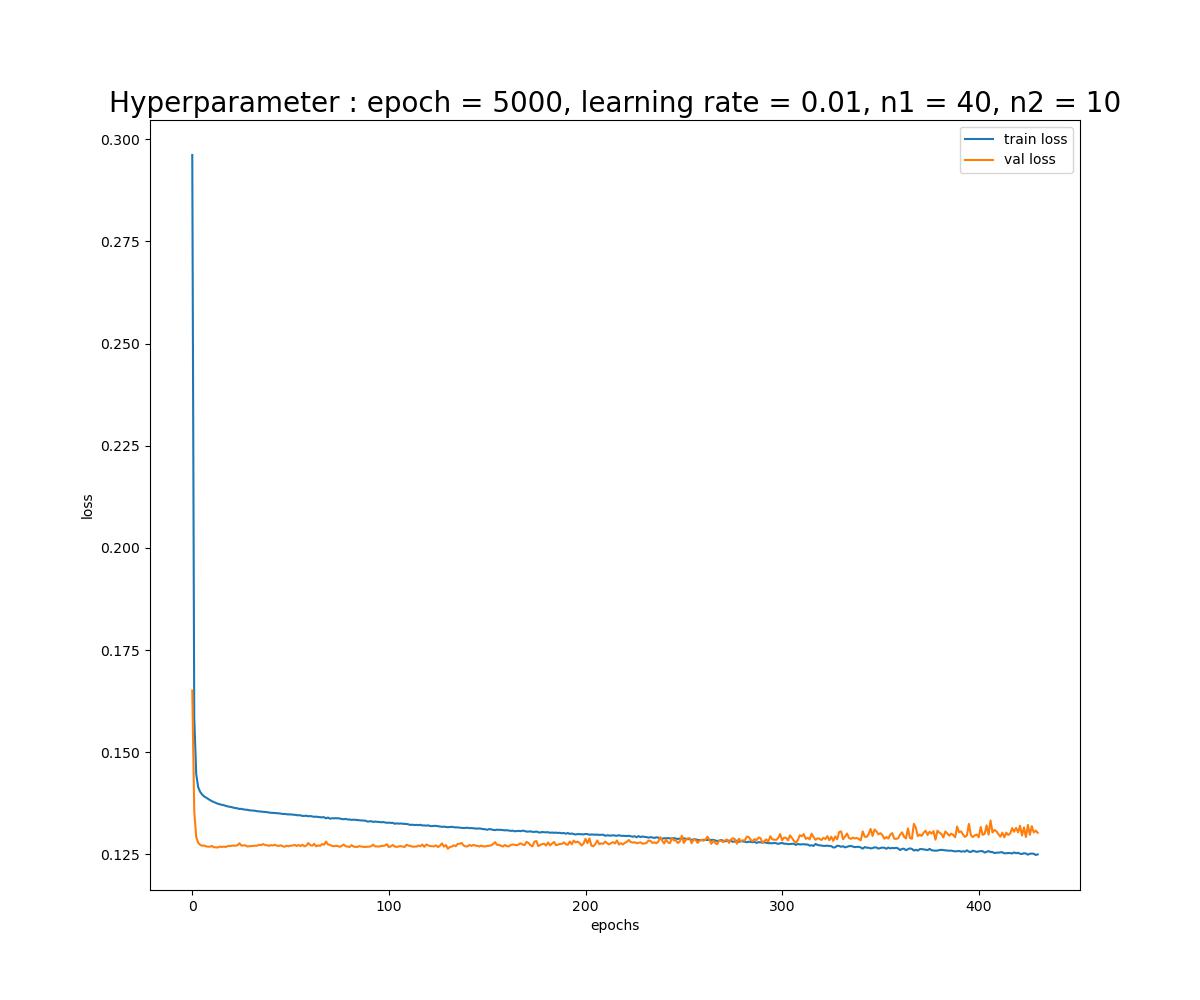 Hyperparameter : epoch = 5000, learning rate = 0.01, n1 = 40, n2 = 10
train loss
val loss
0.300
0.275
0.250
0.225
0.200
0.175
0.150
0.125
loss
0 100 200 300 400
epochs